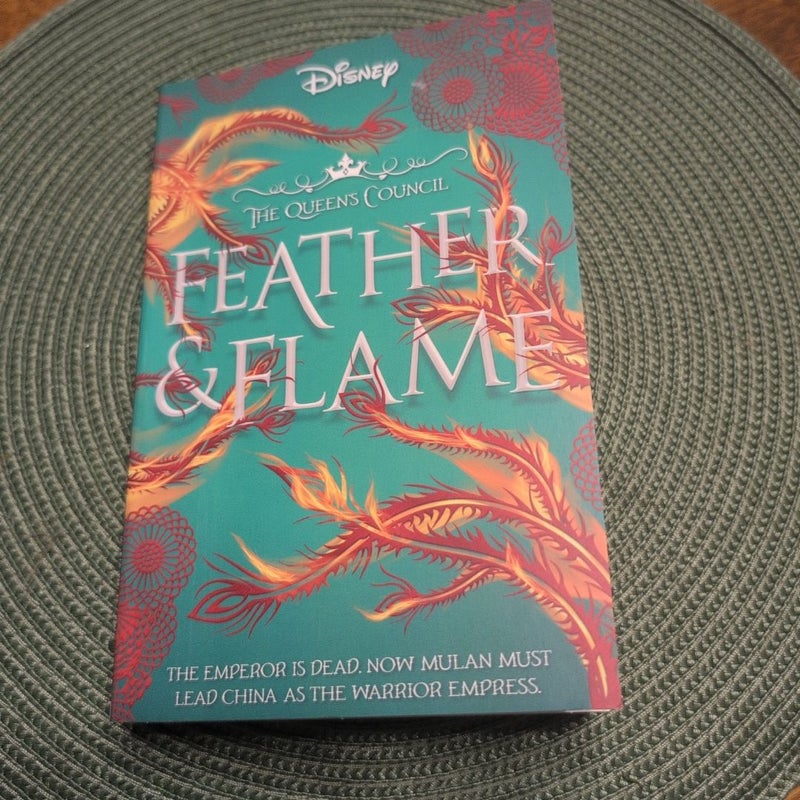 Disney
THE QUEEN'S COUNCIL
FEATHER
& FLAME
THE EMPEROR IS DEAD. NOW MULAN MUST
LEAD CHINA AS THE WARRIOR EMPRESS.